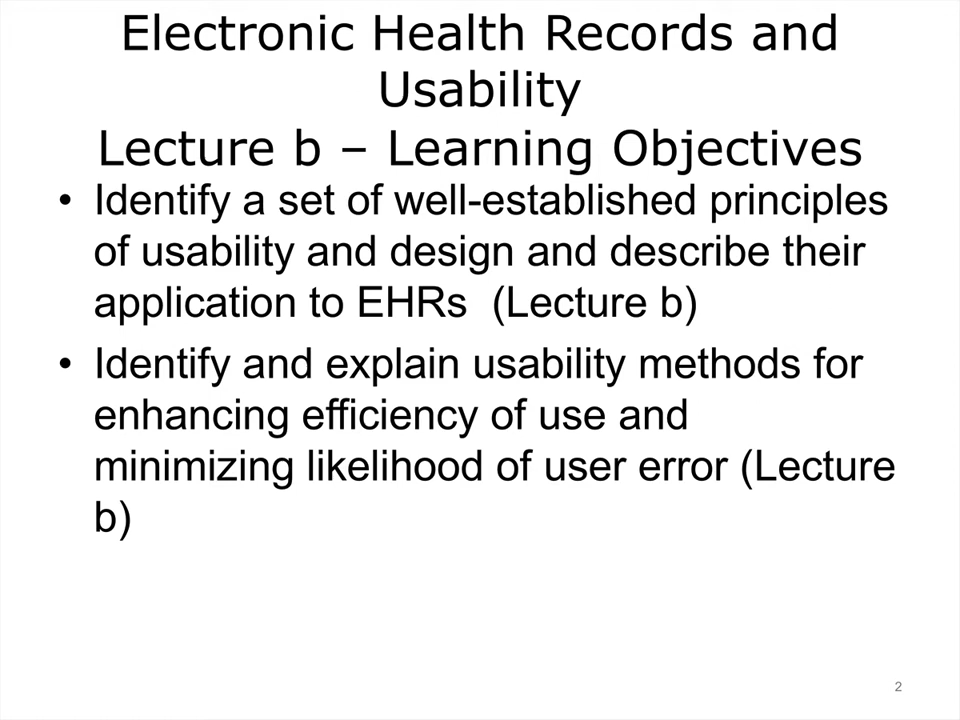 Electronic Health Records and
Usability
Lecture b – Learning Objectives
• Identify a set of well-established principles
of usability and design and describe their
application to EHRs  (Lecture b)
• Identify and explain usability methods for
enhancing efficiency of use and
minimizing likelihood of user error (Lecture
b)
2